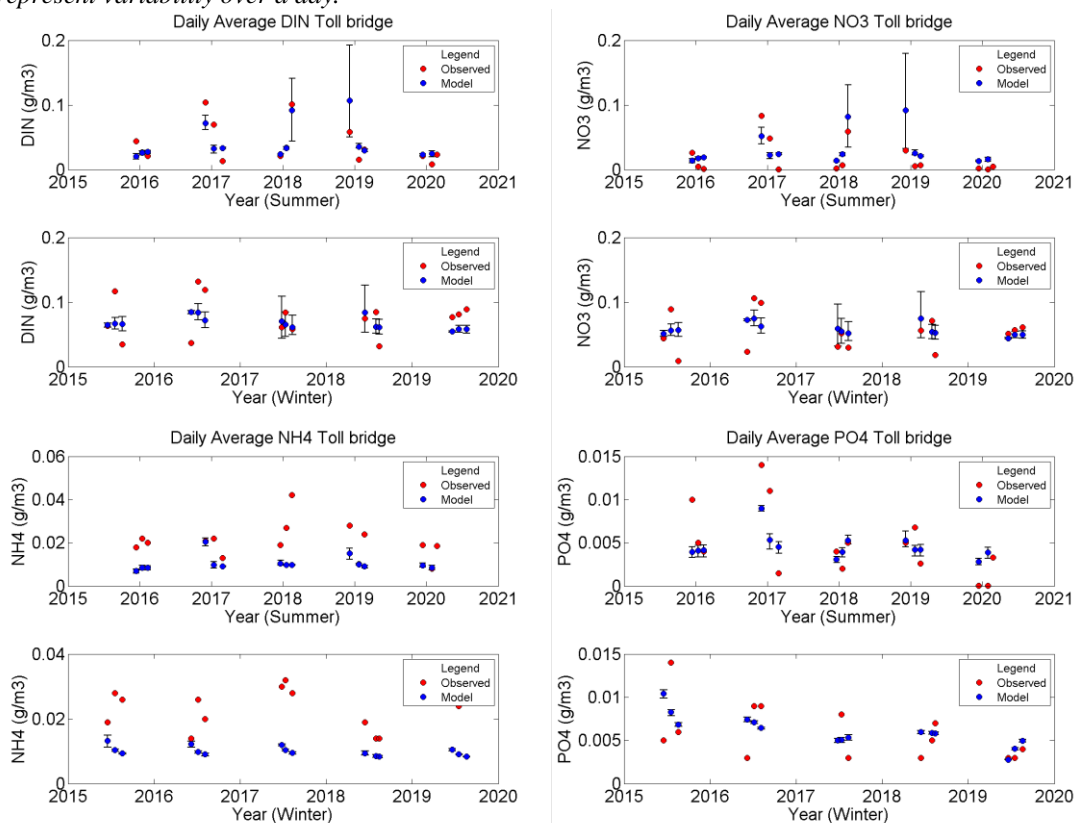 represent variability over a day.
Daily Average DIN Toll bridge
0.2
0.1
0
DIN (g/m3)
Legend
Observed
Model
2015 2016 2017 2018 2019 2020 2021
Year (Summer)
0.2
0.1
0
DIN (g/m3)
Legend
Observed
Model
2015 2016 2017 2018 2019 2020
Year (Winter)
Daily Average NO3 Toll bridge
0.2
0.1
0
NO3 (g/m3)
Legend
Observed
Model
2015 2016 2017 2018 2019 2020 2021
Year (Summer)
0.2
0.1
0
NO3 (g/m3)
Legend
Observed
Model
2015 2016 2017 2018 2019 2020
Year (Winter)
Daily Average NH4 Toll bridge
0.06
0.04
0.02
0
NH4 (g/m3)
Legend
Observed
Model
2015 2016 2017 2018 2019 2020 2021
Year (Summer)
0.04
0.02
0
NH4 (g/m3)
Legend
Observed
Model
2015 2016 2017 2018 2019 2020
Year (Winter)
Daily Average PO4 Toll bridge
0.015
0.01
0.005
0
PO4 (g/m3)
Legend
Observed
Model
2015 2016 2017 2018 2019 2020 2021
Year (Summer)
0.015
0.01
0.005
0
PO4 (g/m3)
Legend
Observed
Model
2015 2016 2017 2018 2019 2020
Year (Winter)